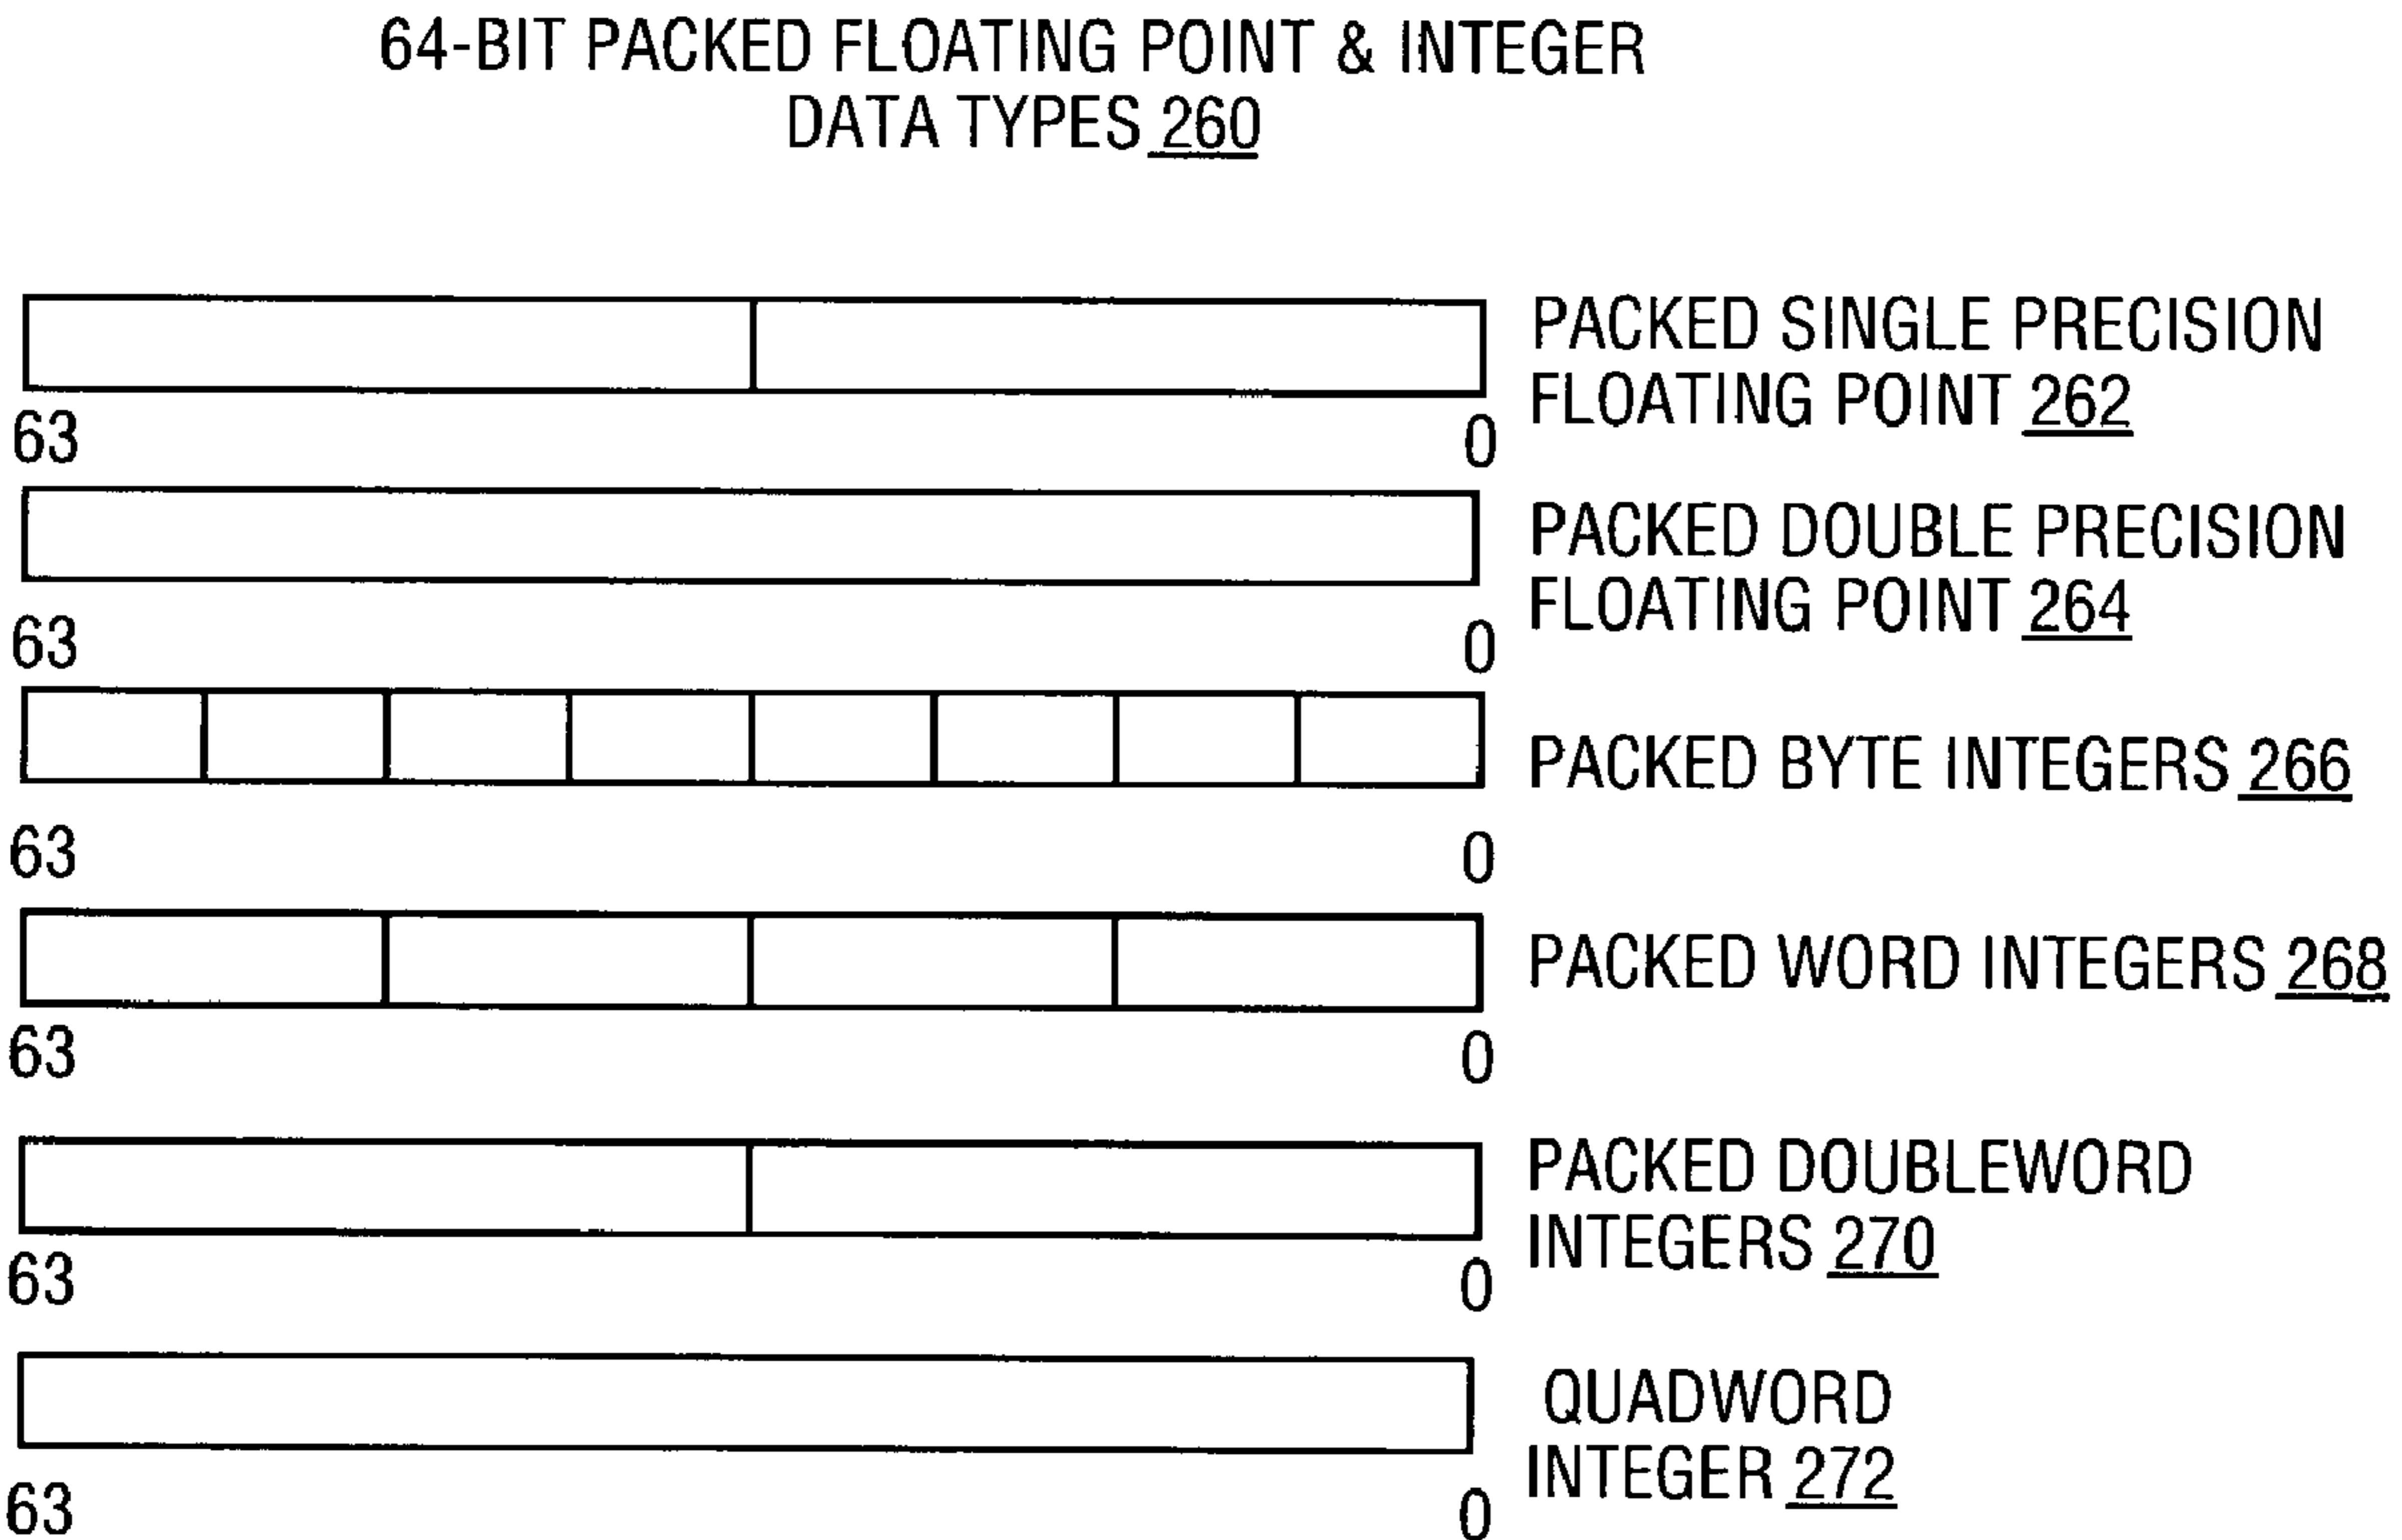 64-BIT PACKED FLOATING POINT & INTEGER
DATA TYPES 260
PACKED SINGLE PRECISION
FLOATING POINT 262
63 0
PACKED DOUBLE PRECISION
FLOATING POINT 264
63 0
PACKED BYTE INTEGERS 266
63 0
PACKED WORD INTEGERS 268
63 0
PACKED DOUBLEWORD
INTEGERS 270
63 0
QUADWORD
INTEGER 272
63 0